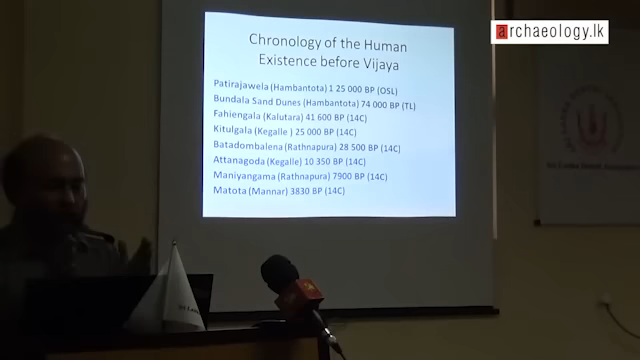 archaeology.lk
Chronology of the Human
Existence before Vijaya
Patirajawela (Hambantota) 1 25 000 BP (OSL)
Bundala Sand Dunes (Hambantota) 74 000 BP (TL)
Fahiengala (Kalutara) 41 600 BP (14C)
Kitulgala (Kegalle ) 25 000 BP (14C)
Batadombalena (Rathnapura) 28 500 BP (14C)
Attanagoda (Kegalle) 10 350 BP (14C)
Maniyangama (Rathnapura) 7900 BP (14C)
Matota (Mannar) 3830 BP (14C)
Sri Lanka